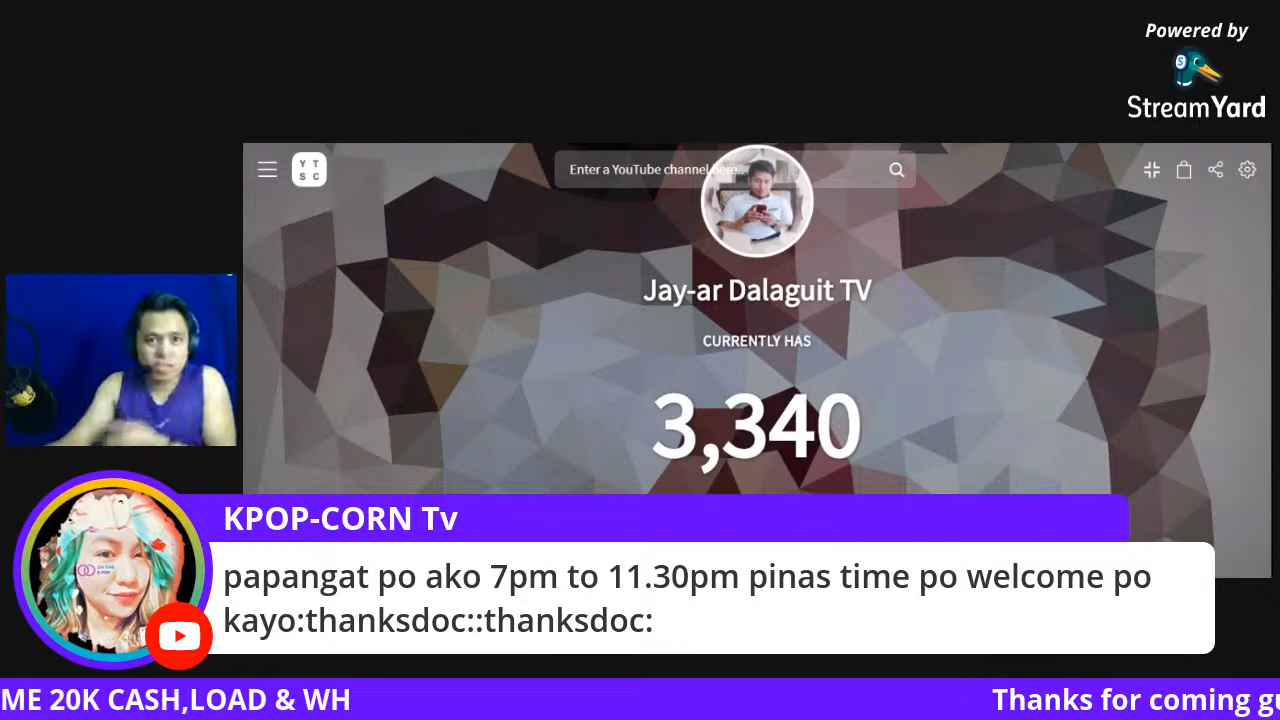 Powered by
StreamYard
Y T
S C
Enter a YouTube channel here..
Jay-ar Dalaguit TV
CURRENTLY HAS
3,340
KPOP-CORN Tv
papangat po ako 7pm to 11.30pm pinas time po welcome po
kayo:thanksdoc::thanksdoc:
ME 20K CASH,LOAD & WH
Thanks for coming gu